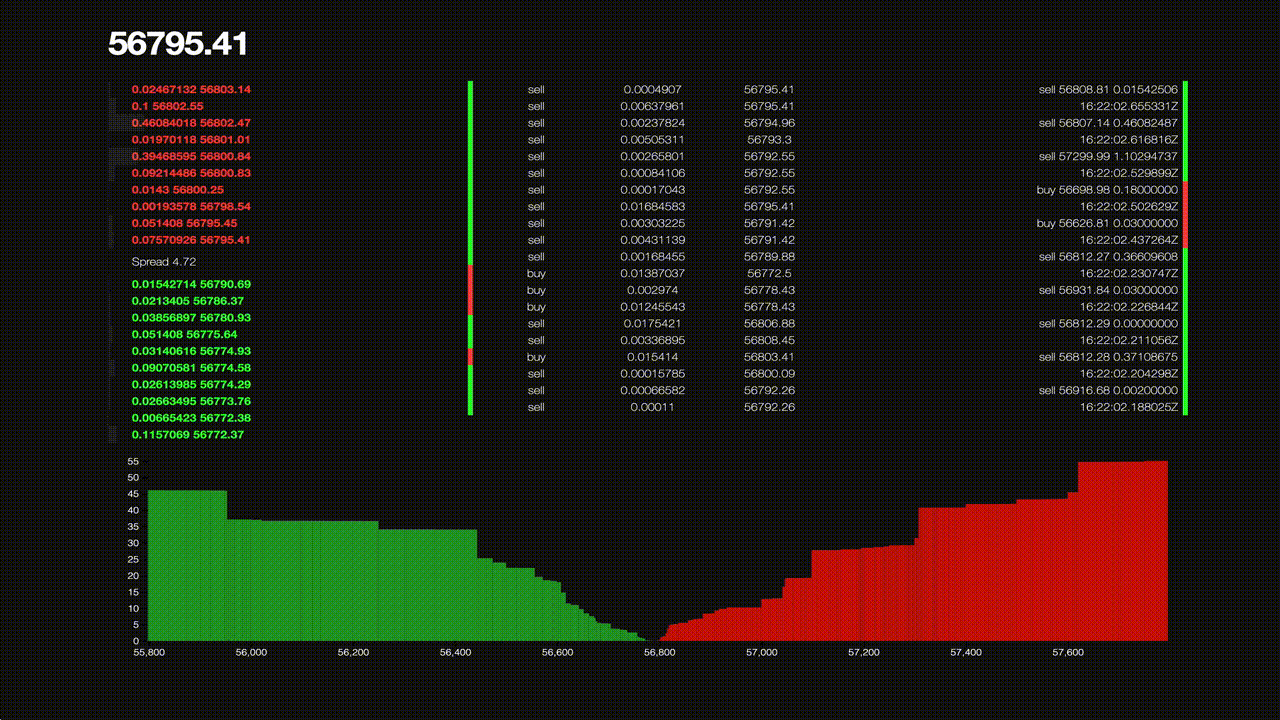 56795.41
0.02467132 56803.14
0.1 56802.55
0.46084018 56802.47
0.01970118 56801.01
0.39468595 56800.84
0.09214486 56800.83
0.0143 56800.25
0.00193578 56798.54
0.051408 56795.45
0.07570926 56795.41
Spread 4.72
0.01542714 56790.69
0.0213405 56786.37
0.03856897 56780.93
0.051408 56775.64
0.03140616 56774.93
0.09070581 56774.58
0.02613985 56774.29
0.02663495 56773.76
0.00665423 56772.38
0.1157069 56772.37
sell 0.0004907 56795.41
sell 0.00637961 56795.41
sell 0.00237824 56794.96
sell 0.00505311 56793.3
sell 0.00265801 56792.55
sell 0.00084106 56792.55
sell 0.00017043 56792.55
sell 0.01684583 56795.41
sell 0.00303225 56791.42
sell 0.00431139 56791.42
sell 0.00168455 56789.88
buy 0.01387037 56772.5
buy 0.002974 56778.43
buy 0.01245543 56778.43
sell 0.0175421 56806.88
sell 0.00336895 56808.45
buy 0.015414 56803.41
sell 0.00015785 56800.09
sell 0.00066582 56792.26
sell 0.00011 56792.26
sell 56808.81 0.01542506
16:22:02.655331Z
sell 56807.14 0.46082487
16:22:02.616816Z
sell 57299.99 1.10294737
16:22:02.529899Z
buy 56698.98 0.18000000
16:22:02.502629Z
buy 56626.81 0.03000000
16:22:02.437264Z
sell 56812.27 0.36609608
16:22:02.230747Z
sell 56931.84 0.03000000
16:22:02.226844Z
sell 56812.29 0.00000000
16:22:02.211056Z
sell 56812.28 0.37108675
16:22:02.204298Z
sell 56916.68 0.00200000
16:22:02.188025Z
55
50
45
40
35
30
25
20
15
10
5
0
55,800 56,000 56,200 56,400 56,600 56,800 57,000 57,200 57,400 57,600